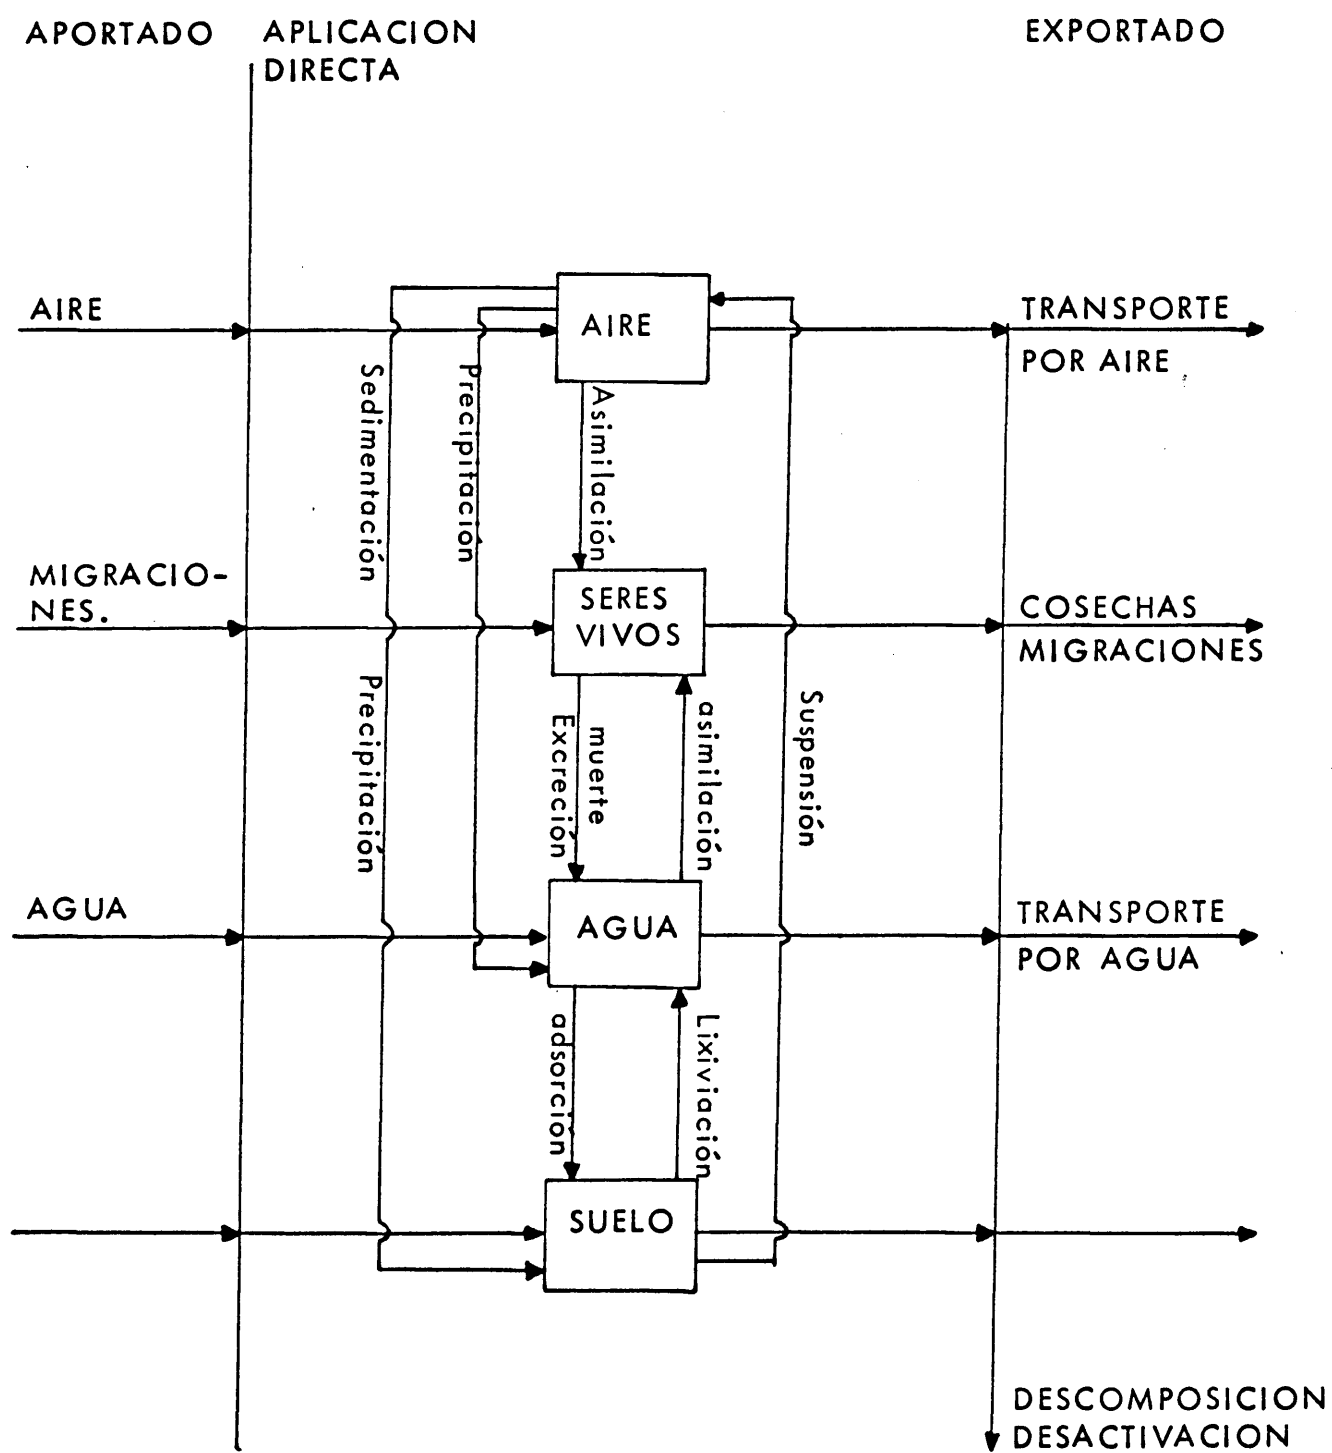 APORTADO
APLICACION
DIRECTA
EXPORTADO
AIRE
AIRE
TRANSPORTE
POR AIRE
Sedimentación
Precipitación
Asimilación
MIGRACIO-
NES.
SERES
VIVOS
COSECHAS
MIGRACIONES
Precipitación
Excreción
muerte
asimilación
Suspensión
AGUA
AGUA
TRANSPORTE
POR AGUA
adsorción
Lixiviación
SUELO
DESCOMPOSICION
DESACTIVACION